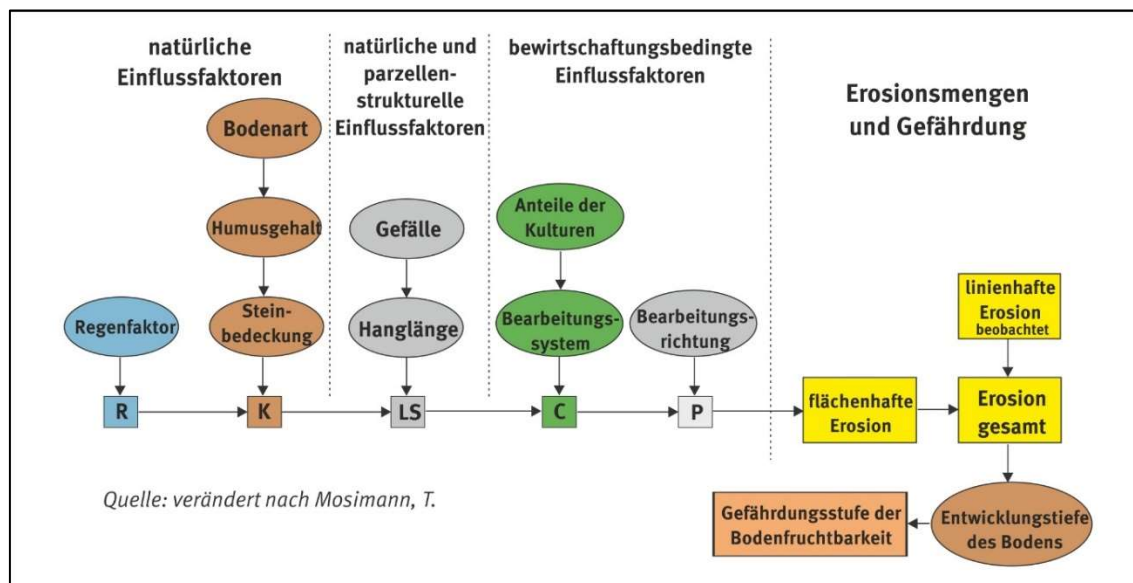 natürliche
Einflussfaktoren
natürliche und
parzellen-
strukturelle
Einflussfaktoren
bewirtschaftungsbedingte
Einflussfaktoren
Erosionsmengen
und Gefährdung
Bodenart
Humusgehalt
Stein-
bedeckung
Regenfaktor
Gefälle
Hanglänge
Anteile der
Kulturen
Bearbeitungs-
system
Bearbeitungs-
richtung
linienhafte
Erosion
beobachtet
R
K
LS
C
P
flächenhafte
Erosion
Erosion
gesamt
Quelle: verändert nach Mosimann, T.
Gefährdungsstufe der
Bodenfruchtbarkeit
Entwicklungstiefe
des Bodens